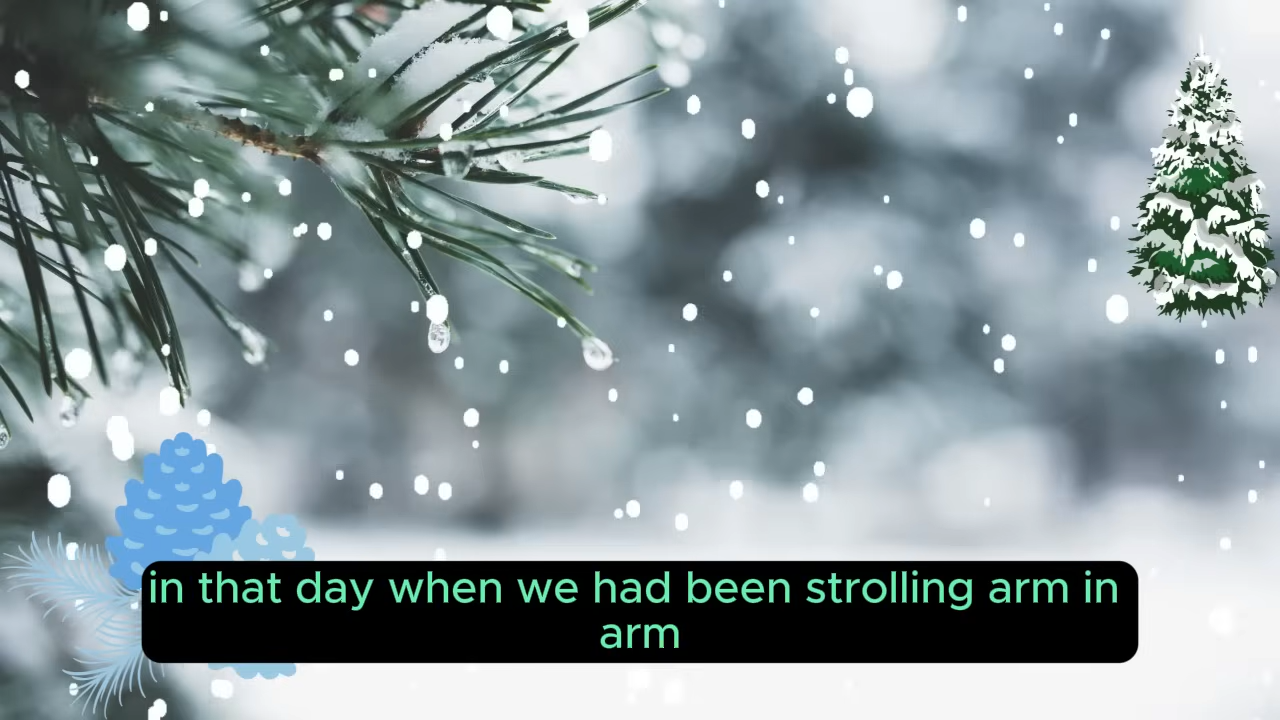 in that day when we had been strolling arm in
arm